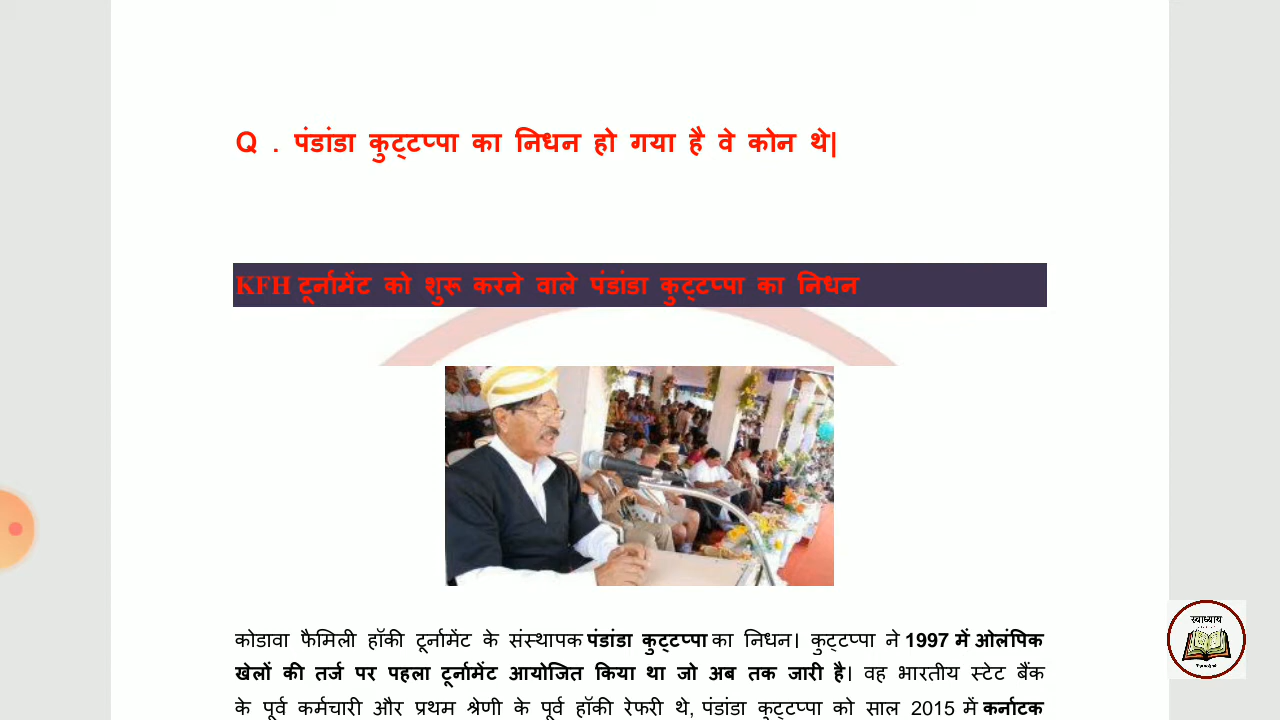 Q . पंडांडा कुट्टप्पा का निधन हो गया है वे कोन थे|
KFH टूर्नामेंट को शुरू करने वाले पंडांडा कुट्टप्पा का निधन
कोडावा फैमिली हॉकी टूर्नामेंट के संस्थापक पंडांडा कुट्टप्पा का निधन। कुट्टप्पा ने 1997 में ओलंपिक
खेलों की तर्ज पर पहला टूर्नामेंट आयोजित किया था जो अब तक जारी है। वह भारतीय स्टेट बैंक
के पूर्व कर्मचारी और प्रथम श्रेणी के पूर्व हॉकी रेफरी थे, पंडांडा कुट्टप्पा को साल 2015 में कर्नाटक
स्वाध्याय